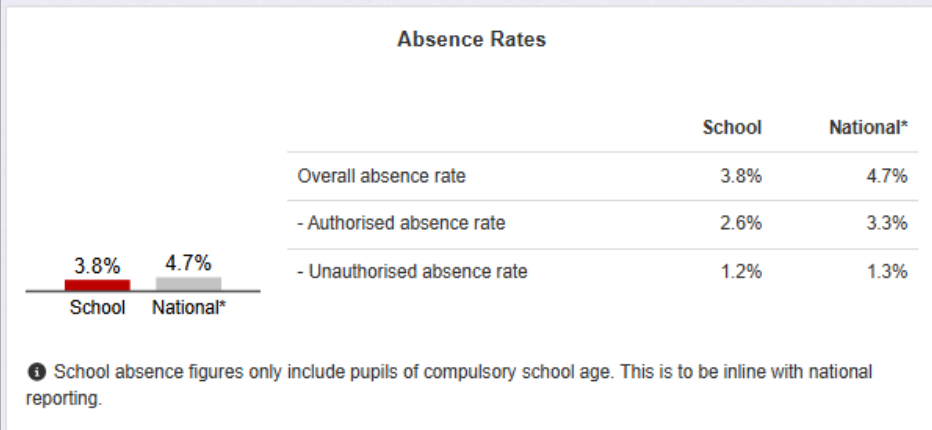 Absence Rates
School National*
Overall absence rate 3.8% 4.7%
- Authorised absence rate 2.6% 3.3%
- Unauthorised absence rate 1.2% 1.3%
3.8% 4.7%
School National*
School absence figures only include pupils of compulsory school age. This is to be inline with national
reporting.